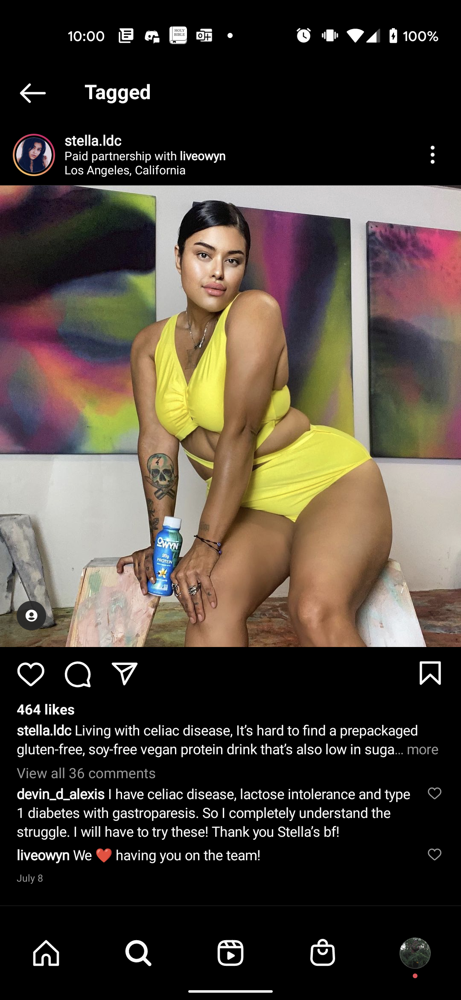 10:00
HOLY
BIBLE
100%
Tagged
stella.ldc
Paid partnership with liveowyn
Los Angeles, California
OWYN
20g
PROTEIN
464 likes
stella.ldc Living with celiac disease, It’s hard to find a prepackaged
gluten-free, soy-free vegan protein drink that’s also low in suga... more
View all 36 comments
devin_d_alexis I have celiac disease, lactose intolerance and type
1 diabetes with gastroparesis. So I completely understand the
struggle. I will have to try these! Thank you Stella’s bf!
liveowyn We ❤️ having you on the team!
July 8